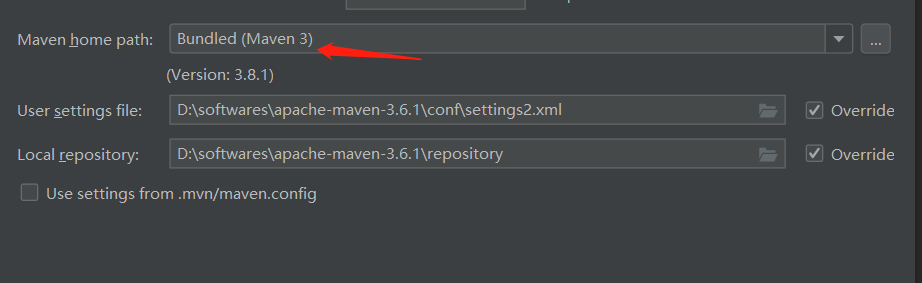 Maven home path: Bundled (Maven 3) ...
(Version: 3.8.1)
User settings file: D:\softwares\apache-maven-3.6.1\conf\settings2.xml Override
Local repository: D:\softwares\apache-maven-3.6.1\repository Override
Use settings from .mvn/maven.config